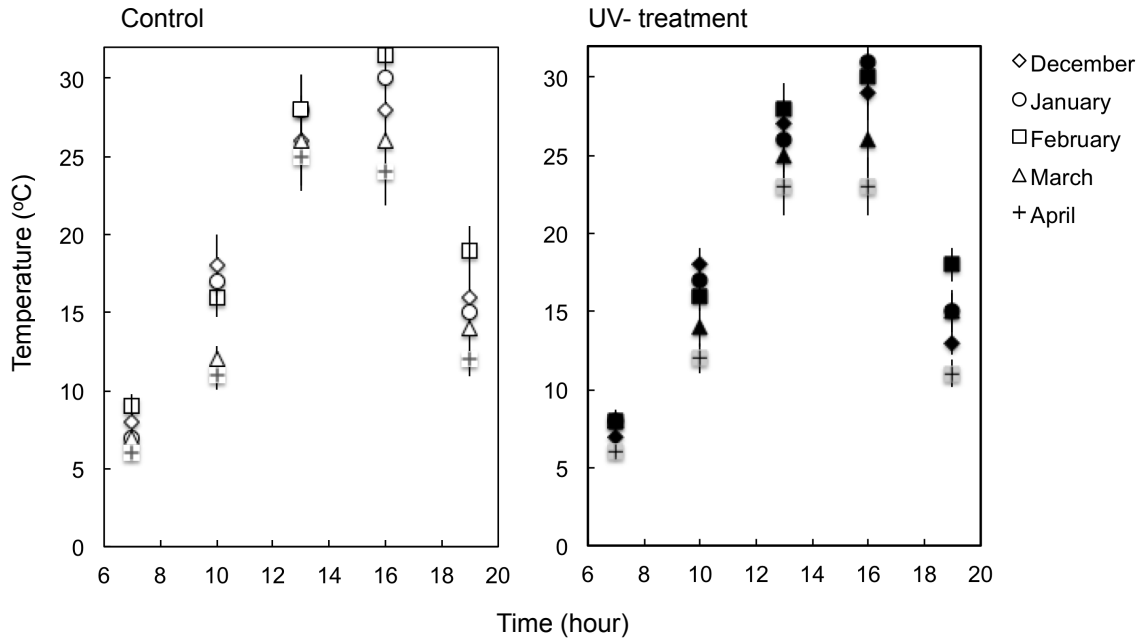 Control
UV- treatment
Temperature (ºC)
30
25
20
15
10
5
0
6 8 10 12 14 16 18 20
30
25
20
15
10
5
0
6 8 10 12 14 16 18 20
December
January
February
March
April
Time (hour)